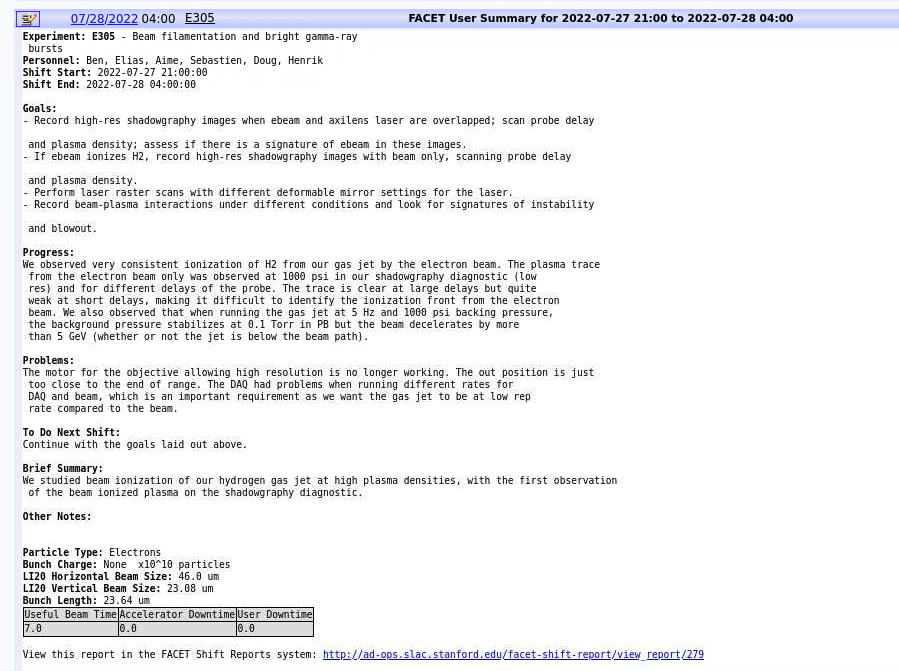 07/28/2022 04:00 E305 FACET User Summary for 2022-07-27 21:00 to 2022-07-28 04:00
Experiment: E305 - Beam filamentation and bright gamma-ray
bursts
Personnel: Ben, Elias, Aime, Sebastien, Doug, Henrik
Shift Start: 2022-07-27 21:00:00
Shift End: 2022-07-28 04:00:00
Goals:
- Record high-res shadowgraphy images when ebeam and axilens laser are overlapped; scan probe delay
and plasma density; assess if there is a signature of ebeam in these images.
- If ebeam ionizes H2, record high-res shadowgraphy images with beam only, scanning probe delay
and plasma density.
- Perform laser raster scans with different deformable mirror settings for the laser.
- Record beam-plasma interactions under different conditions and look for signatures of instability
and blowout.
Progress:
We observed very consistent ionization of H2 from our gas jet by the electron beam. The plasma trace
from the electron beam only was observed at 1000 psi in our shadowgraphy diagnostic (low
res) and for different delays of the probe. The trace is clear at large delays but quite
weak at short delays, making it difficult to identify the ionization front from the electron
beam. We also observed that when running the gas jet at 5 Hz and 1000 psi backing pressure,
the background pressure stabilizes at 0.1 Torr in PB but the beam decelerates by more
than 5 GeV (whether or not the jet is below the beam path).
Problems:
The motor for the objective allowing high resolution is no longer working. The out position is just
too close to the end of range. The DAQ had problems when running different rates for
DAQ and beam, which is an important requirement as we want the gas jet to be at low rep
rate compared to the beam.
To Do Next Shift:
Continue with the goals laid out above.
Brief Summary:
We studied beam ionization of our hydrogen gas jet at high plasma densities, with the first observation
of the beam ionized plasma on the shadowgraphy diagnostic.
Other Notes:
Particle Type: Electrons
Bunch Charge: None x10^10 particles
LI20 Horizontal Beam Size: 46.0 um
LI20 Vertical Beam Size: 23.08 um
Bunch Length: 23.64 um
Useful Beam Time Accelerator Downtime User Downtime
7.0 0.0 0.0
View this report in the FACET Shift Reports system: http://ad-ops.slac.stanford.edu/facet-shift-report/view_report/279